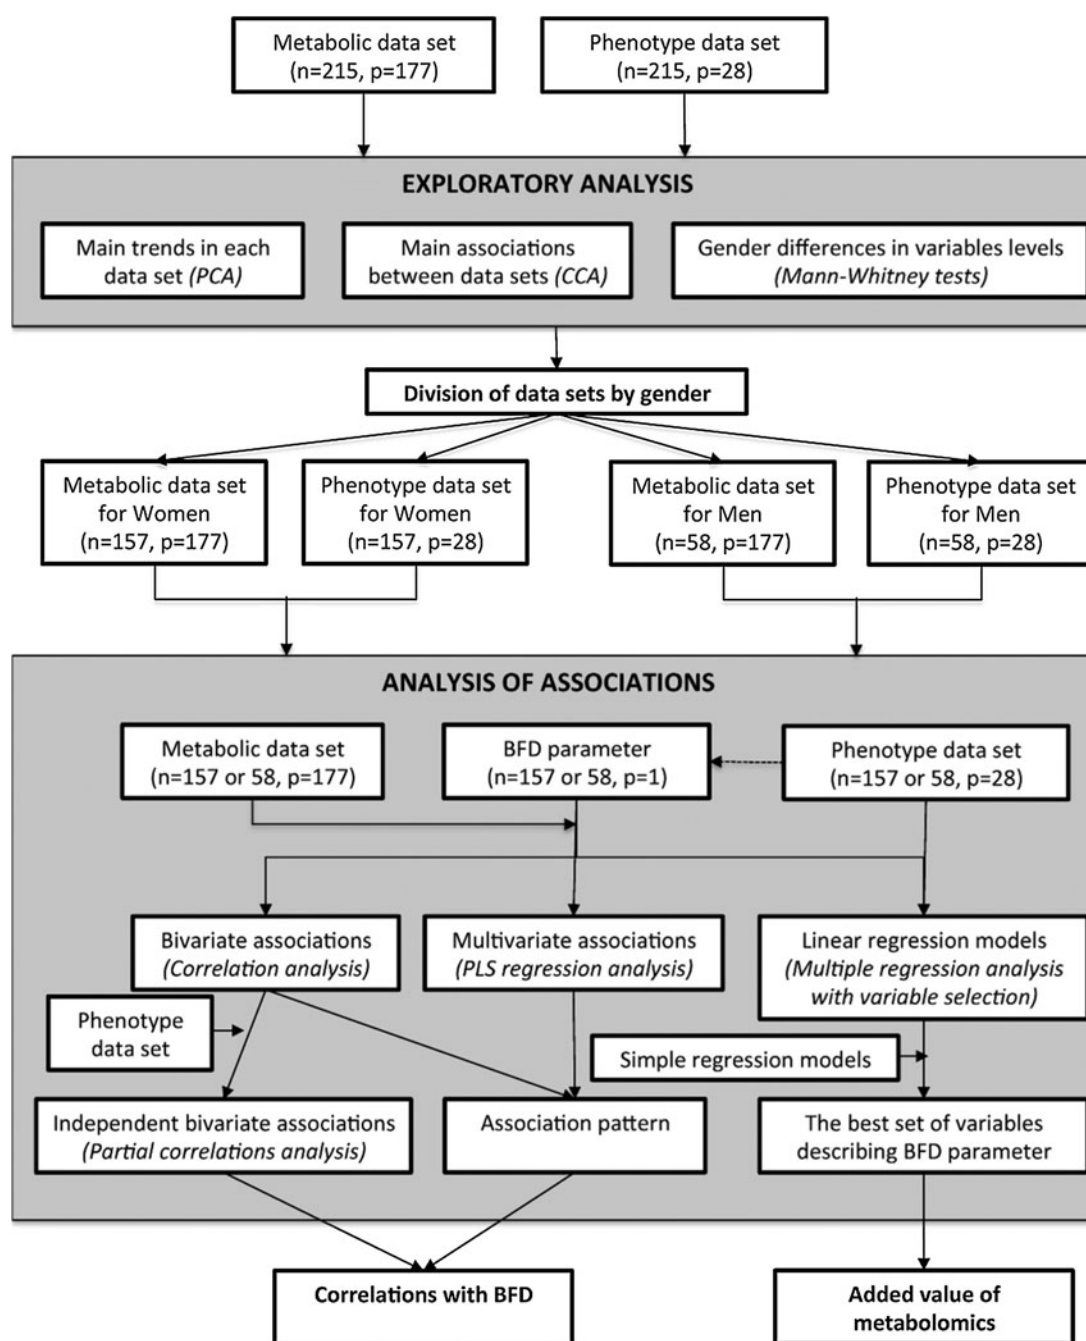 Metabolic data set
(n=215, p=177)
Phenotype data set
(n=215, p=28)
EXPLORATORY ANALYSIS
Main trends in each
data set (PCA)
Main associations
between data sets (CCA)
Gender differences in variables levels
(Mann-Whitney tests)
Division of data sets by gender
Metabolic data set
for Women
(n=157, p=177)
Phenotype data set
for Women
(n=157, p=28)
Metabolic data set
for Men
(n=58, p=177)
Phenotype data set
for Men
(n=58, p=28)
ANALYSIS OF ASSOCIATIONS
Metabolic data set
(n=157 or 58, p=177)
BFD parameter
(n=157 or 58, p=1)
Phenotype data set
(n=157 or 58, p=28)
Bivariate associations
(Correlation analysis)
Multivariate associations
(PLS regression analysis)
Linear regression models
(Multiple regression analysis
with variable selection)
Phenotype
data set
Simple regression models
Independent bivariate associations
(Partial correlations analysis)
Association pattern
The best set of variables
describing BFD parameter
Correlations with BFD
Added value of
metabolomics